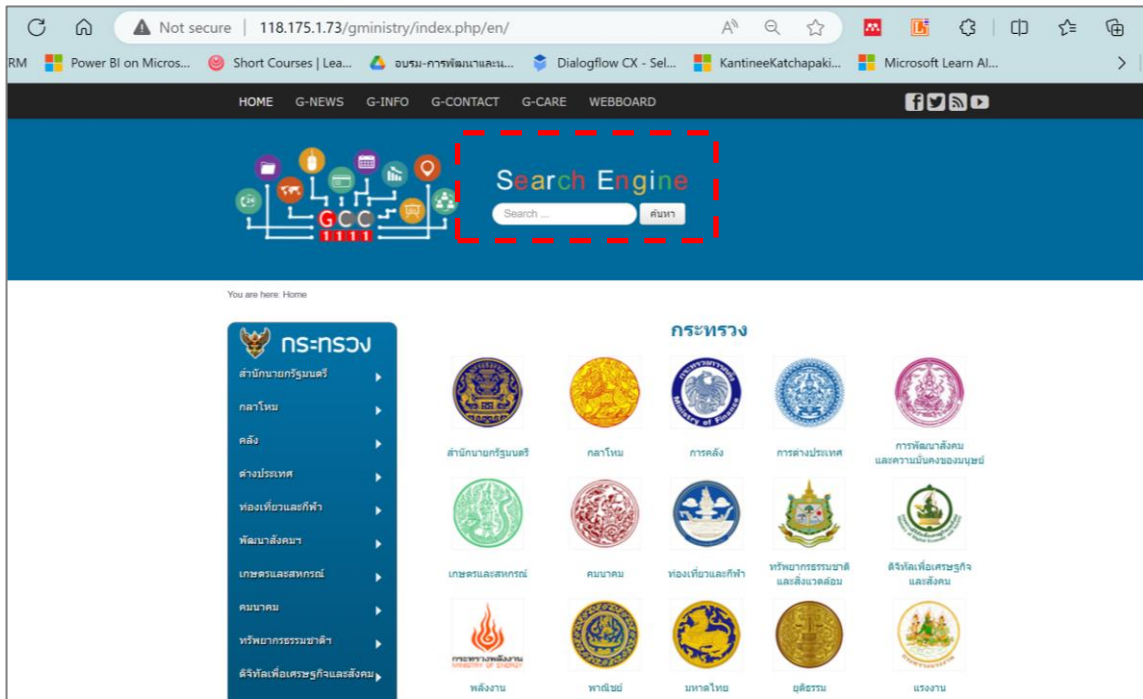 Not secure 118.175.1.73/gministry/index.php/en/
RM Power BI on Micros... Short Courses | Lea... อบรม-การพัฒนาและน... Dialogflow CX - Sel... KantineeKatchapaki... Microsoft Learn AI...
HOME G-NEWS G-INFO G-CONTACT G-CARE WEBBOARD
Search Engine
Search ... ค้นหา
GCC
1111
You are here: Home
กระทรวง
สำนักนายกรัฐมนตรี
กลาโหม
คลัง
ต่างประเทศ
ท่องเที่ยวและกีฬา
พัฒนาสังคมฯ
เกษตรและสหกรณ์
คมนาคม
ทรัพยากรธรรมชาติฯ
ดิจิทัลเพื่อเศรษฐกิจและสังคม
กระทรวง
กระทรวงการคลัง
Ministry of Finance
สำนักนายกรัฐมนตรี กลาโหม การคลัง การต่างประเทศ การพัฒนาสังคม
และความมั่นคงของมนุษย์
เกษตรและสหกรณ์ คมนาคม ท่องเที่ยวและกีฬา ทรัพยากรธรรมชาติ ดิจิทัลเพื่อเศรษฐกิจ
และสิ่งแวดล้อม และสังคม
กระทรวงพลังงาน
MINISTRY OF ENERGY
พลังงาน พาณิชย์ มหาดไทย ยุติธรรม แรงงาน